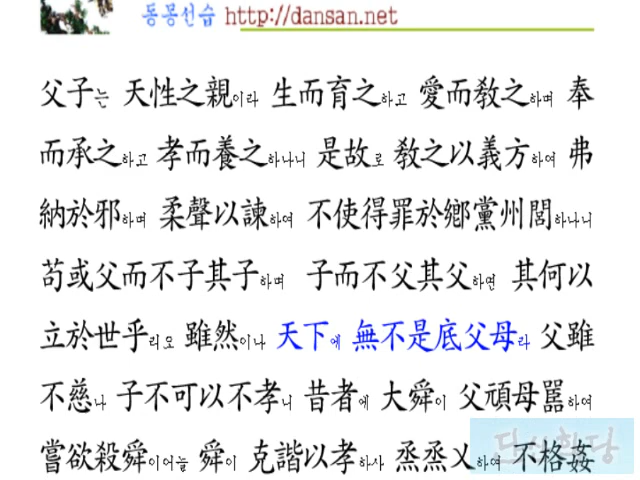 동몽선습 http://dansan.net
父子는 天性之親이라 生而育之하고 愛而敎之하며 奉
而承之하고 孝而養之하나니 是故로 敎之以義方하여 弗
納於邪하며 柔聲以諫하여 不使得罪於鄕黨州閭하나니
苟或父而不子其子하며 子而不父其父하면 其何以
立於世乎리오 雖然이나 天下에 無不是底父母라 父雖
不慈나 子不可以不孝니 昔者에 大舜이 父頑母嚚하여
嘗欲殺舜이어늘 舜이 克諧以孝하사 烝烝乂하여 不格姦